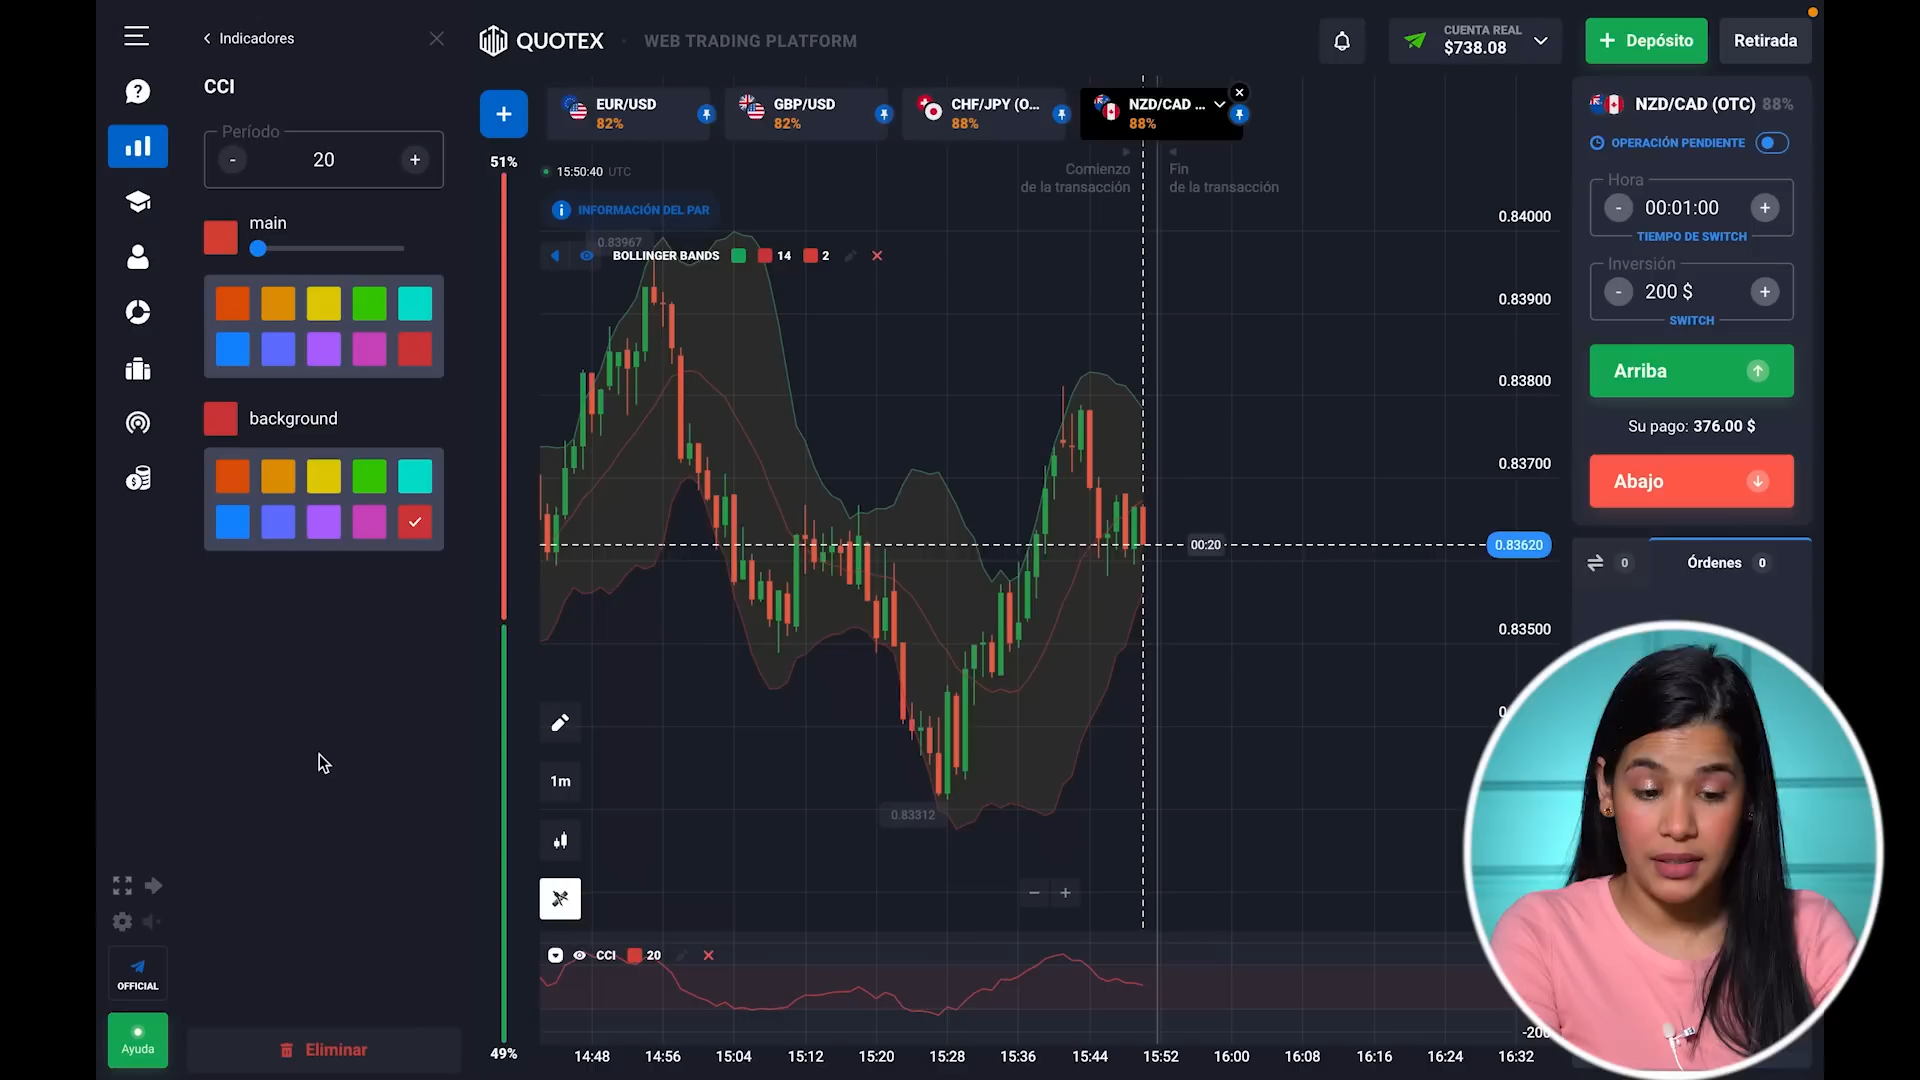 Indicadores
CCI
Período
- 20 +
main
background
Eliminar
OFFICIAL
Ayuda
QUOTEX
WEB TRADING PLATFORM
CUENTA REAL
$738.08
+ Depósito
Retirada
+
EUR/USD
82%
GBP/USD
82%
CHF/JPY (O...
88%
NZD/CAD ...
88%
51%
49%
15:50:40 UTC
INFORMACIÓN DEL PAR
0.83967
BOLLINGER BANDS 14 2
Comienzo
de la transacción
Fin
de la transacción
0.84000
0.83900
0.83800
0.83700
00:20
0.83620
0.83500
0.83312
1m
− +
CCI 20
14:48 14:56 15:04 15:12 15:20 15:28 15:36 15:44 15:52 16:00 16:08 16:16 16:24 16:32
NZD/CAD (OTC) 88%
OPERACIÓN PENDIENTE
Hora
- 00:01:00 +
TIEMPO DE SWITCH
Inversión
- 200 $ +
SWITCH
Arriba
Su pago: 376.00 $
Abajo
0
Órdenes 0